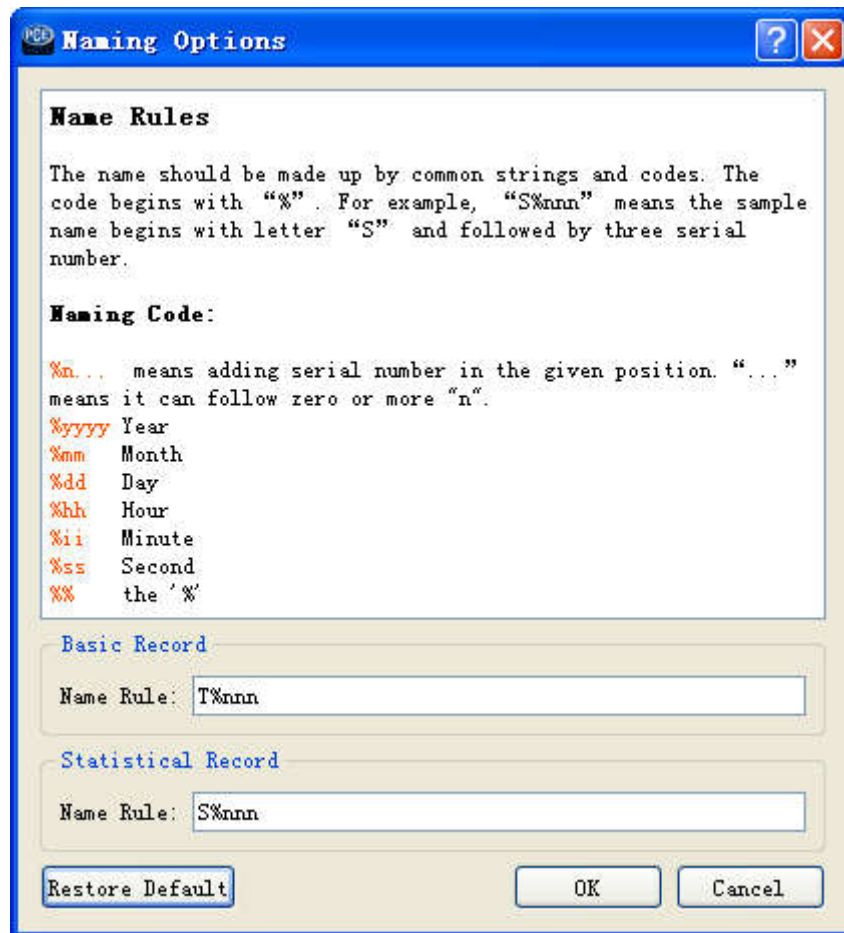 PCE Naming Options
Name Rules
The name should be made up by common strings and codes. The
code begins with “%”. For example, “S%nnn” means the sample
name begins with letter “S” and followed by three serial
number.
Naming Code:
%n... means adding serial number in the given position. “...”
means it can follow zero or more "n".
%yyyy Year
%mm Month
%dd Day
%hh Hour
%ii Minute
%ss Second
%% the '%'
Basic Record
Name Rule: T%nnn
Statistical Record
Name Rule: S%nnn
Restore Default OK Cancel